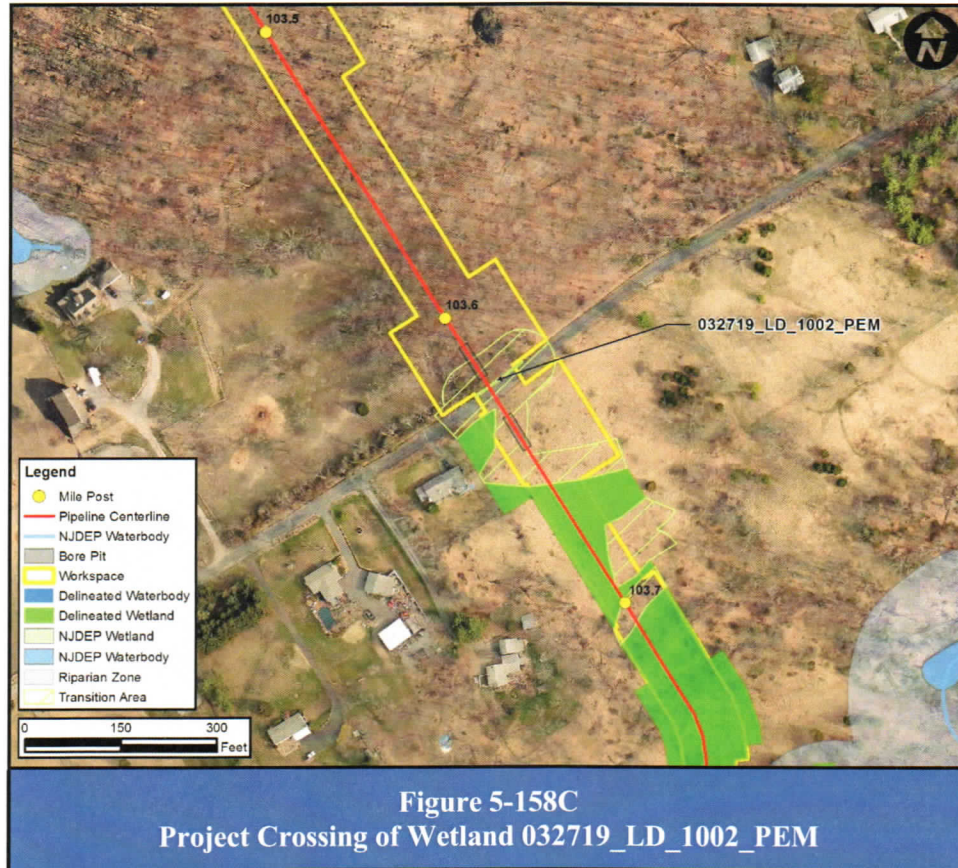 103.5
N
103.6
032719_LD_1002_PEM
103.7
Legend
Mile Post
Pipeline Centerline
NJDEP Waterbody
Bore Pit
Workspace
Delineated Waterbody
Delineated Wetland
NJDEP Wetland
NJDEP Waterbody
Riparian Zone
Transition Area
0 150 300
Feet
Figure 5-158C
Project Crossing of Wetland 032719_LD_1002_PEM